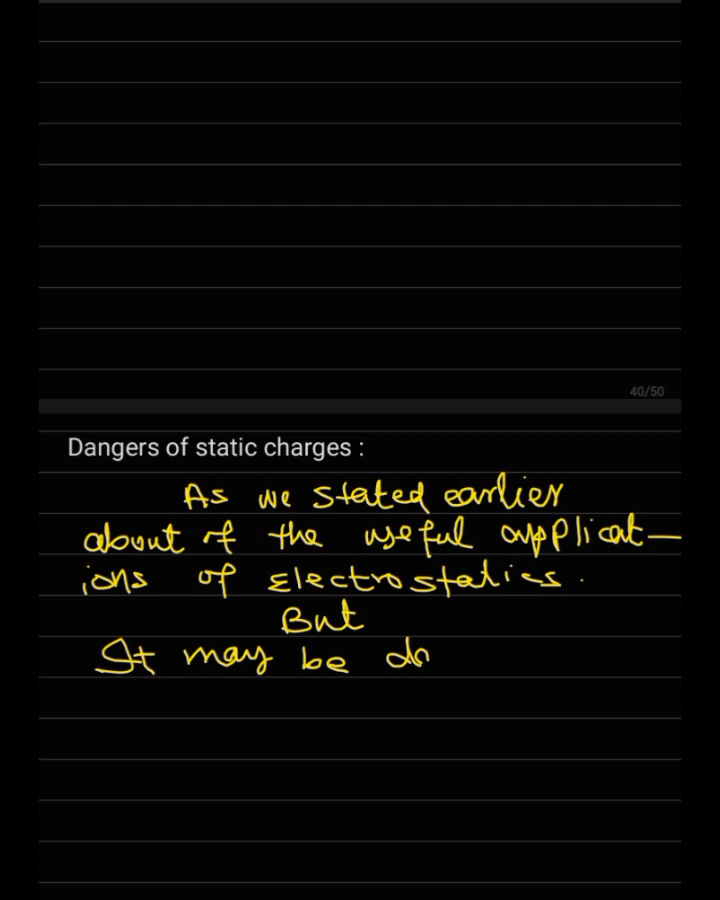 40/50
Dangers of static charges :
As we stated earlier
about of the useful applicat-
ions of Electrostatics.
But
It may be da